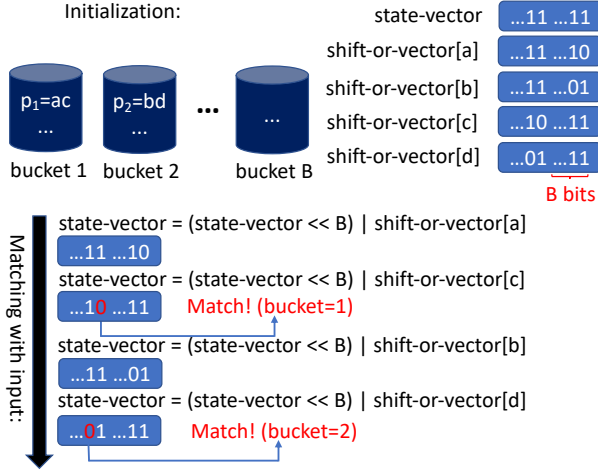 Initialization:
state-vector
...11 ...11
shift-or-vector[a]
...11 ...10
shift-or-vector[b]
...11 ...01
shift-or-vector[c]
...10 ...11
shift-or-vector[d]
...01 ...11
B bits
p₁=ac
...
bucket 1
p₂=bd
...
bucket 2
...
...
bucket B
Matching with input:
state-vector = (state-vector << B) | shift-or-vector[a]
...11 ...10
state-vector = (state-vector << B) | shift-or-vector[c]
...10 ...11
Match! (bucket=1)
state-vector = (state-vector << B) | shift-or-vector[b]
...11 ...01
state-vector = (state-vector << B) | shift-or-vector[d]
...01 ...11
Match! (bucket=2)